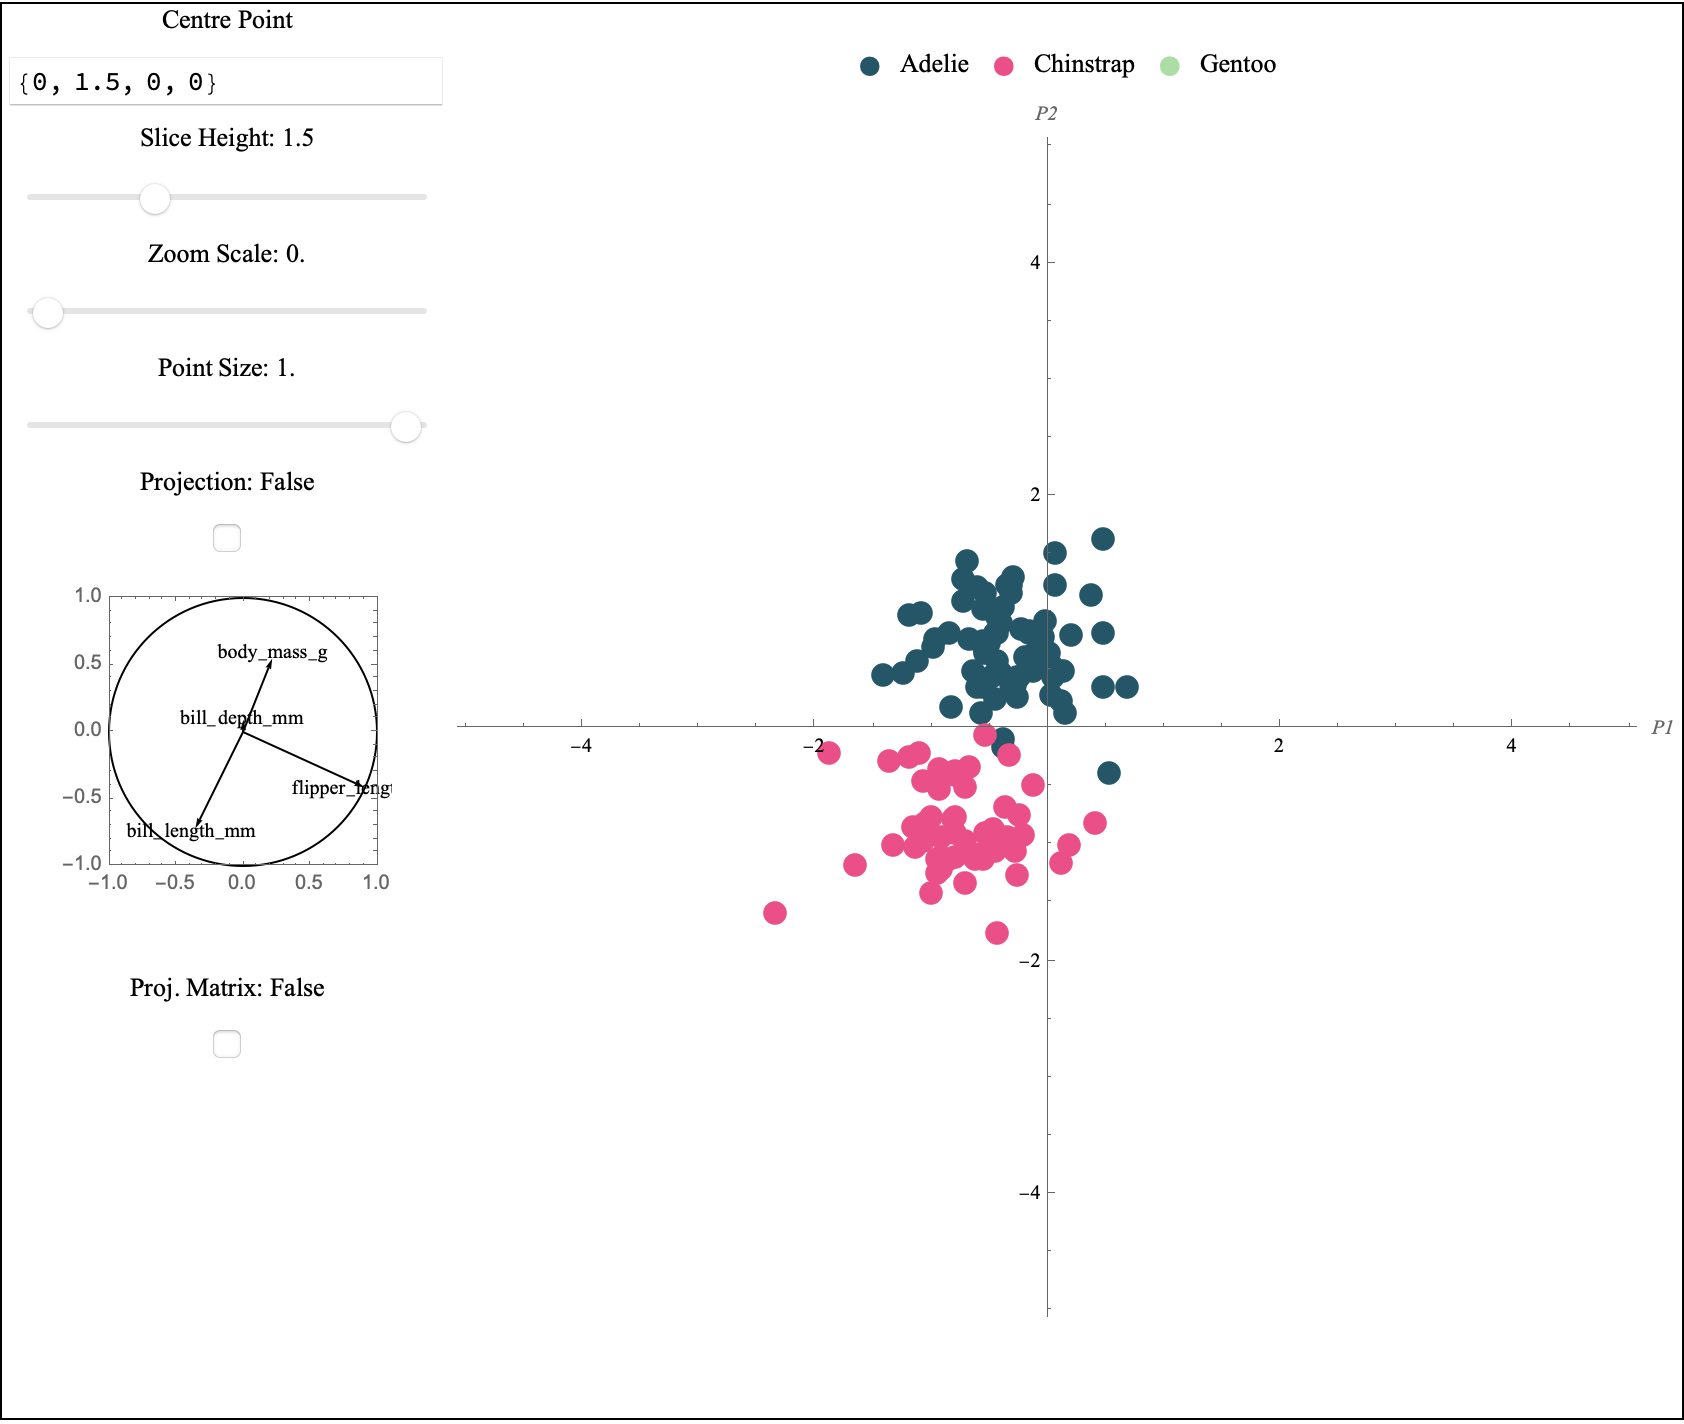 Centre Point
{0, 1.5, 0, 0}
Slice Height: 1.5
Zoom Scale: 0.
Point Size: 1.
Projection: False
1.0
0.5
0.0
−0.5
−1.0
−1.0 −0.5 0.0 0.5 1.0
body_mass_g
bill_depth_mm
flipper_lengt
bill_length_mm
Proj. Matrix: False
Adelie Chinstrap Gentoo
P2
4
2
−4 −2 2 4 P1
−2
−4